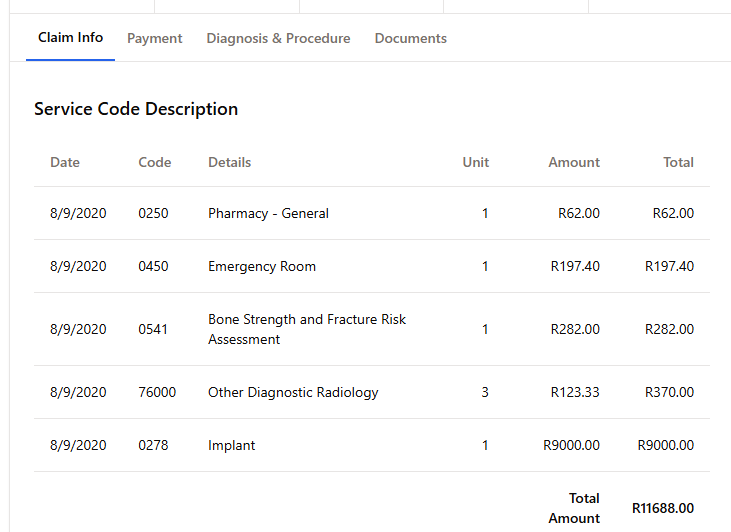 Claim Info Payment Diagnosis & Procedure Documents
Service Code Description
Date Code Details Unit Amount Total
8/9/2020 0250 Pharmacy - General 1 R62.00 R62.00
8/9/2020 0450 Emergency Room 1 R197.40 R197.40
8/9/2020 0541 Bone Strength and Fracture Risk
Assessment 1 R282.00 R282.00
8/9/2020 76000 Other Diagnostic Radiology 3 R123.33 R370.00
8/9/2020 0278 Implant 1 R9000.00 R9000.00
Total
Amount R11688.00